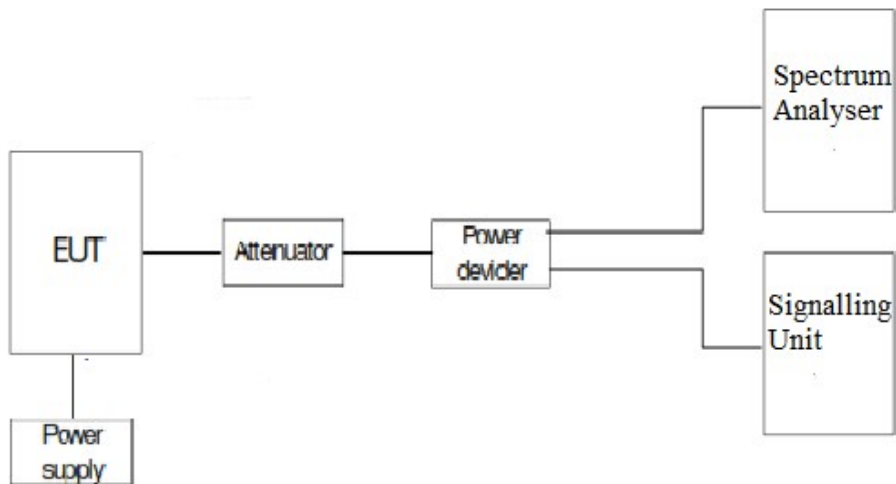 Spectrum
Analyser
EUT
Attenuator
Power
devider
Signalling
Unit
Power
supply